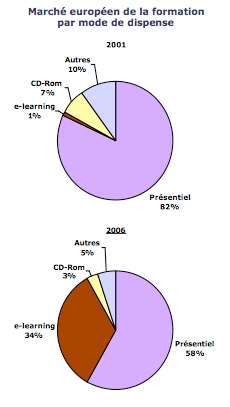 Marché européen de la formation
par mode de dispense
2001
Autres
10%
CD-Rom
7%
e-learning
1%
Présentiel
82%
2006
Autres
5%
CD-Rom
3%
e-learning
34%
Présentiel
58%